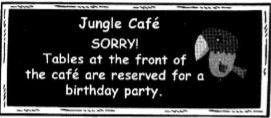 Jungle Café
SORRY!
Tables at the front of
the café are reserved for a
birthday party.